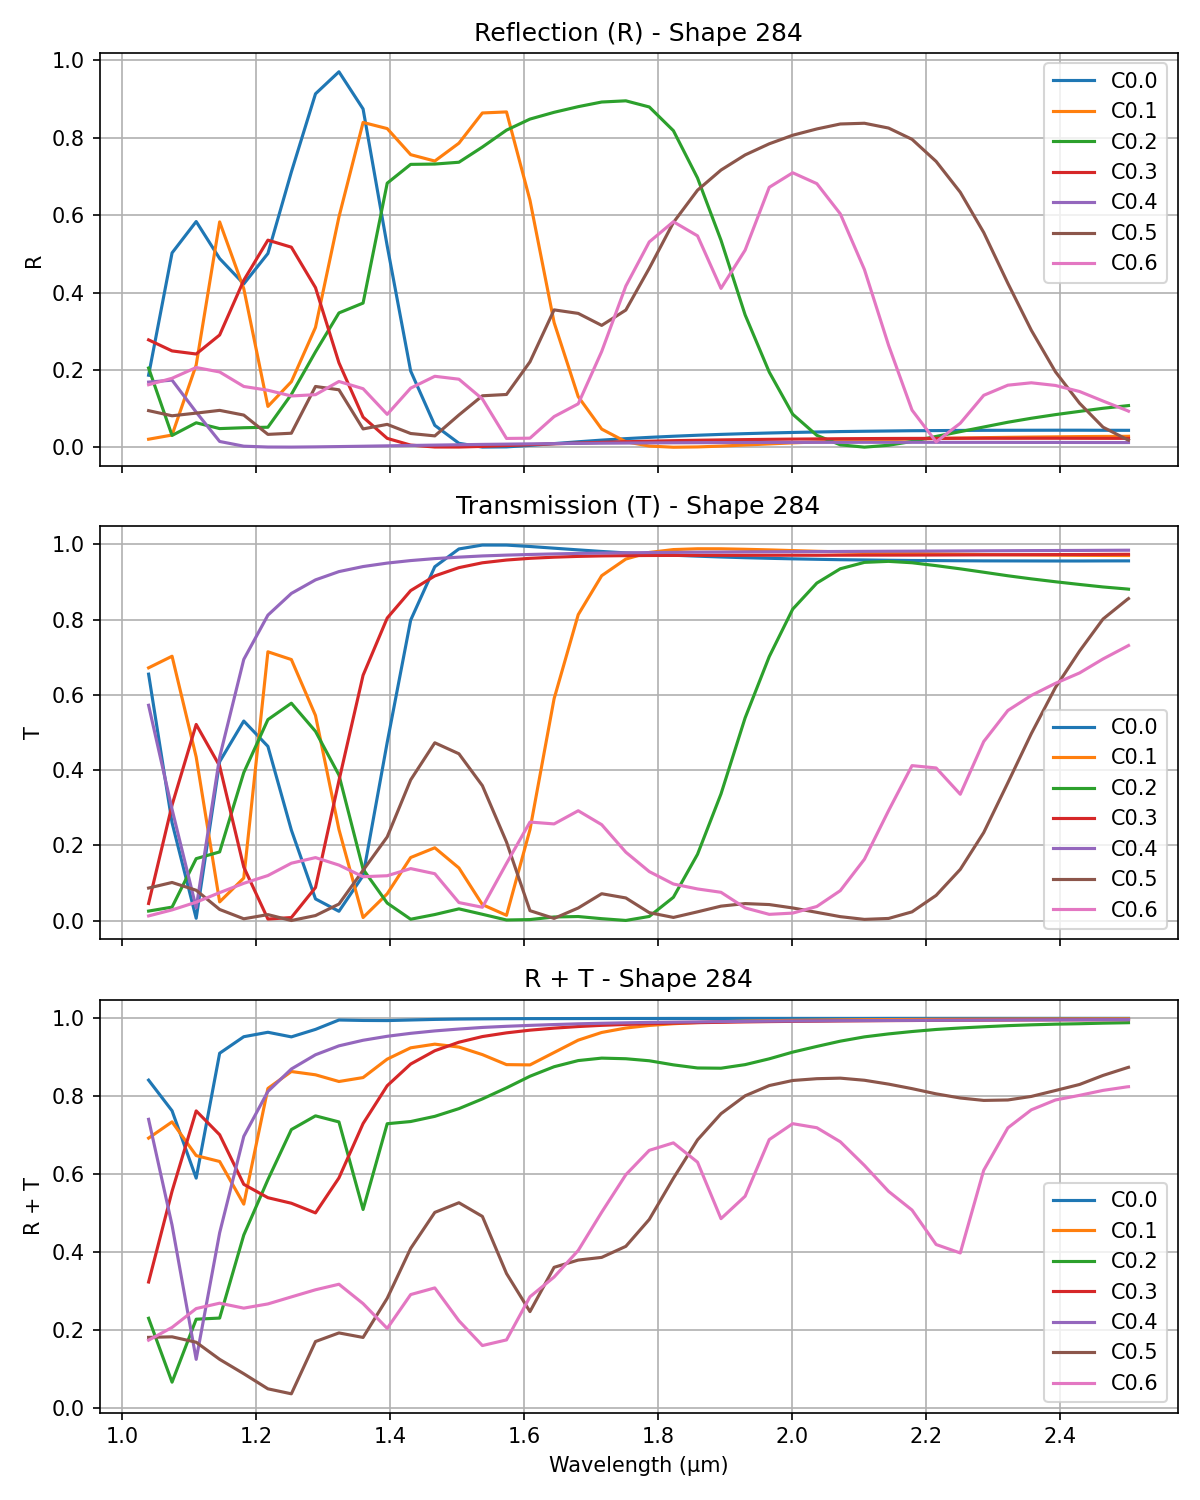 Reflection (R) - Shape 284
1.0
0.8
0.6
0.4
0.2
0.0
R
C0.0
C0.1
C0.2
C0.3
C0.4
C0.5
C0.6
Transmission (T) - Shape 284
1.0
0.8
0.6
0.4
0.2
0.0
T
C0.0
C0.1
C0.2
C0.3
C0.4
C0.5
C0.6
R + T - Shape 284
1.0
0.8
0.6
0.4
0.2
0.0
R + T
C0.0
C0.1
C0.2
C0.3
C0.4
C0.5
C0.6
1.0 1.2 1.4 1.6 1.8 2.0 2.2 2.4
Wavelength (μm)